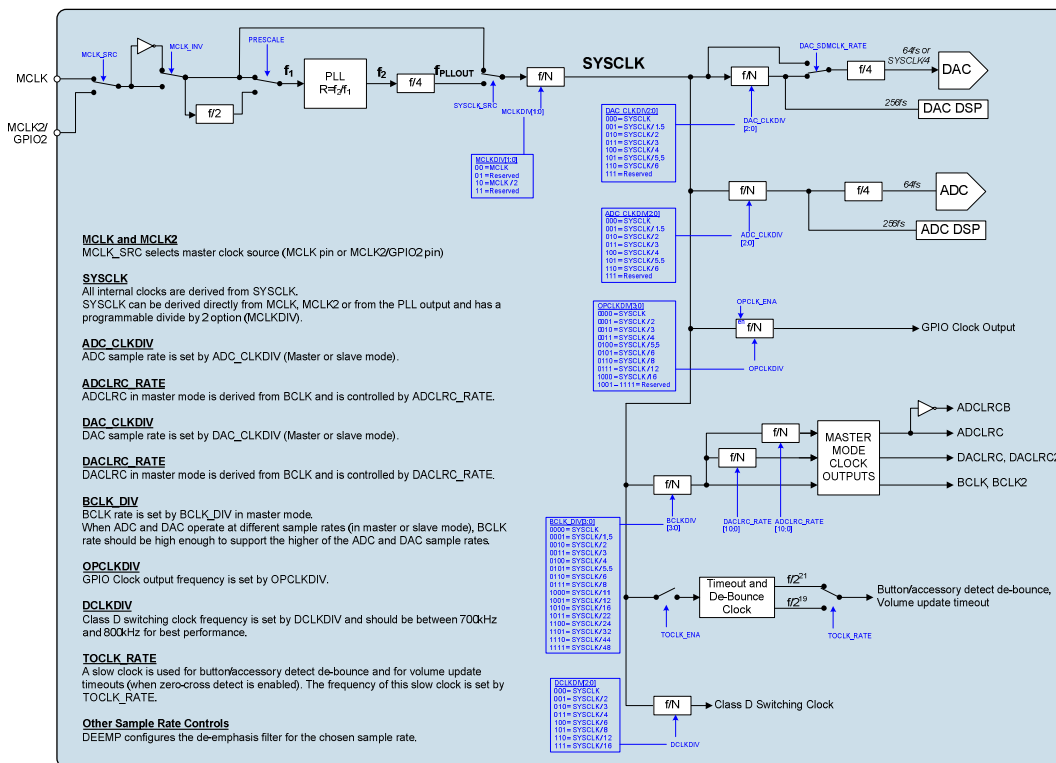 MCLK_SRC
MCLK_INV
PRESCALE
MCLK
MCLK2/
GPIO2
f/2
f1
PLL
R=f2/f1
f2
f/4
fPLLOUT
SYSCLK_SRC
MCLKDIV[1:0]
f/N
SYSCLK
MCLKDIV[1:0]
00=MCLK
01=Reserved
10=MCLK/2
11=Reserved
DAC_SDMCLK_RATE
f/N
f/4
64fs or
SYSCLK/4
DAC
256fs
DAC DSP
DAC_CLKDIV
[2:0]
DAC_CLKDIV[2:0]
000=SYSCLK
001=SYSCLK/1.5
010=SYSCLK/2
011=SYSCLK/3
100=SYSCLK/4
101=SYSCLK/5.5
110=SYSCLK/6
111=Reserved
f/N
f/4
64fs
ADC
256fs
ADC DSP
ADC_CLKDIV
[2:0]
ADC_CLKDIV[2:0]
000=SYSCLK
001=SYSCLK/1.5
010=SYSCLK/2
011=SYSCLK/3
100=SYSCLK/4
101=SYSCLK/5.5
110=SYSCLK/6
111=Reserved
OPCLK_ENA
en
f/N
GPIO Clock Output
OPCLKDIV
OPCLKDIV[3:0]
0000=SYSCLK
0001=SYSCLK/2
0010=SYSCLK/3
0011=SYSCLK/4
0100=SYSCLK/5.5
0101=SYSCLK/6
0110=SYSCLK/8
0111=SYSCLK/12
1000=SYSCLK/16
1001-1111=Reserved
f/N
f/N
f/N
MASTER
MODE
CLOCK
OUTPUTS
ADCLRCB
ADCLRC
DACLRC, DACLRC2
BCLK, BCLK2
BCLKDIV
[3:0]
DACLRC_RATE
[10:0]
ADCLRC_RATE
[10:0]
BCLK_DIV[3:0]
0000=SYSCLK
0001=SYSCLK/1.5
0010=SYSCLK/2
0011=SYSCLK/3
0100=SYSCLK/4
0101=SYSCLK/5.5
0110=SYSCLK/6
0111=SYSCLK/8
1000=SYSCLK/11
1001=SYSCLK/12
1010=SYSCLK/16
1011=SYSCLK/22
1100=SYSCLK/24
1101=SYSCLK/32
1110=SYSCLK/44
1111=SYSCLK/48
TOCLK_ENA
Timeout and
De-Bounce
Clock
f/2^21
f/2^19
TOCLK_RATE
Button/accessory detect de-bounce,
Volume update timeout
DCLKDIV[2:0]
000=SYSCLK
001=SYSCLK/2
010=SYSCLK/3
011=SYSCLK/4
100=SYSCLK/6
101=SYSCLK/8
110=SYSCLK/12
111=SYSCLK/16
f/N
Class D Switching Clock
DCLKDIV
MCLK and MCLK2
MCLK_SRC selects master clock source (MCLK pin or MCLK2/GPIO2 pin)
SYSCLK
All internal clocks are derived from SYSCLK.
SYSCLK can be derived directly from MCLK, MCLK2 or from the PLL output and has a
programmable divide by 2 option (MCLKDIV).
ADC_CLKDIV
ADC sample rate is set by ADC_CLKDIV (Master or slave mode).
ADCLRC_RATE
ADCLRC in master mode is derived from BCLK and is controlled by ADCLRC_RATE.
DAC_CLKDIV
DAC sample rate is set by DAC_CLKDIV (Master or slave mode).
DACLRC_RATE
DACLRC in master mode is derived from BCLK and is controlled by DACLRC_RATE.
BCLK_DIV
BCLK rate is set by BCLK_DIV in master mode.
When ADC and DAC operate at different sample rates (in master or slave mode), BCLK
rate should be high enough to support the higher of the ADC and DAC sample rates.
OPCLKDIV
GPIO Clock output frequency is set by OPCLKDIV.
DCLKDIV
Class D switching clock frequency is set by DCLKDIV and should be between 700kHz
and 800kHz for best performance.
TOCLK_RATE
A slow clock is used for button/accessory detect de-bounce and for volume update
timeouts (when zero-cross detect is enabled). The frequency of this slow clock is set by
TOCLK_RATE.
Other Sample Rate Controls
DEEMP configures the de-emphasis filter for the chosen sample rate.